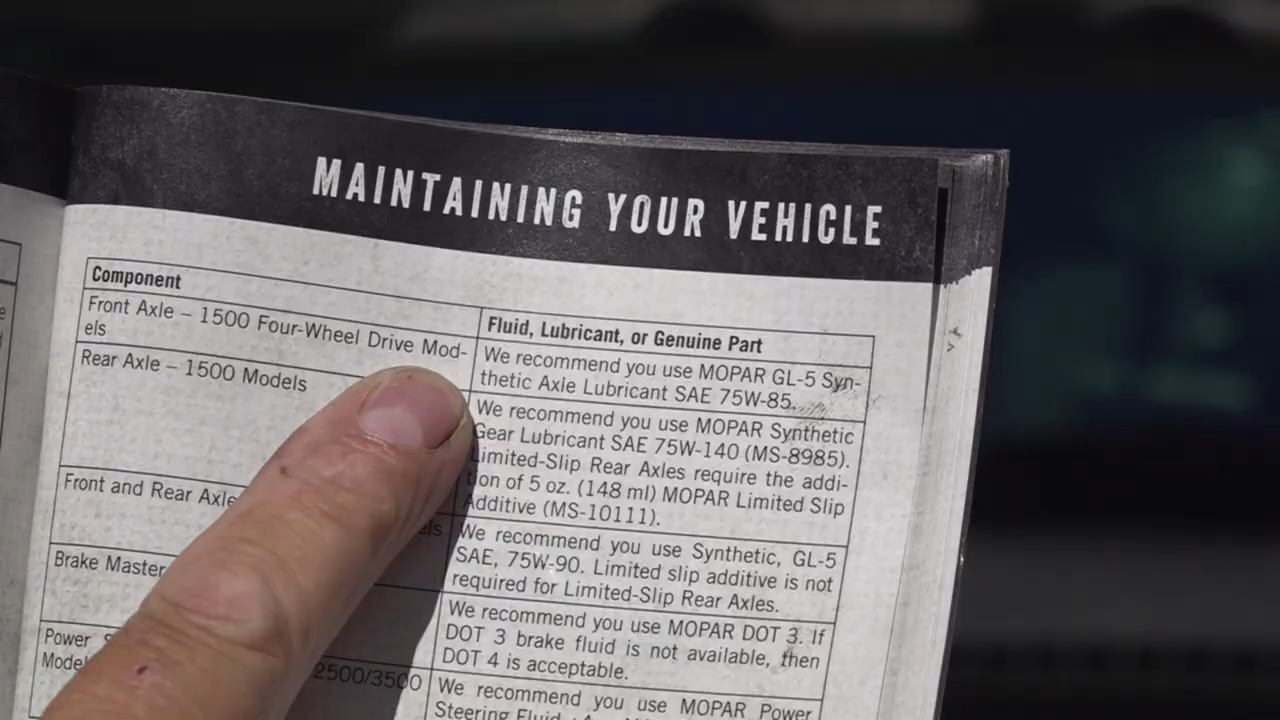 MAINTAINING YOUR VEHICLE
Component
Fluid, Lubricant, or Genuine Part
Front Axle – 1500 Four-Wheel Drive Mod-
els
We recommend you use MOPAR GL-5 Syn-
thetic Axle Lubricant SAE 75W-85.
Rear Axle – 1500 Models
We recommend you use MOPAR Synthetic
Gear Lubricant SAE 75W-140 (MS-8985).
Limited-Slip Rear Axles require the addi-
tion of 5 oz. (148 ml) MOPAR Limited Slip
Additive (MS-10111).
Front and Rear Axle
els
We recommend you use Synthetic, GL-5
SAE, 75W-90. Limited slip additive is not
required for Limited-Slip Rear Axles.
Brake Master
We recommend you use MOPAR DOT 3. If
DOT 3 brake fluid is not available, then
DOT 4 is acceptable.
Power
2500/3500
Model
We recommend you use MOPAR Power
Steering Fluid